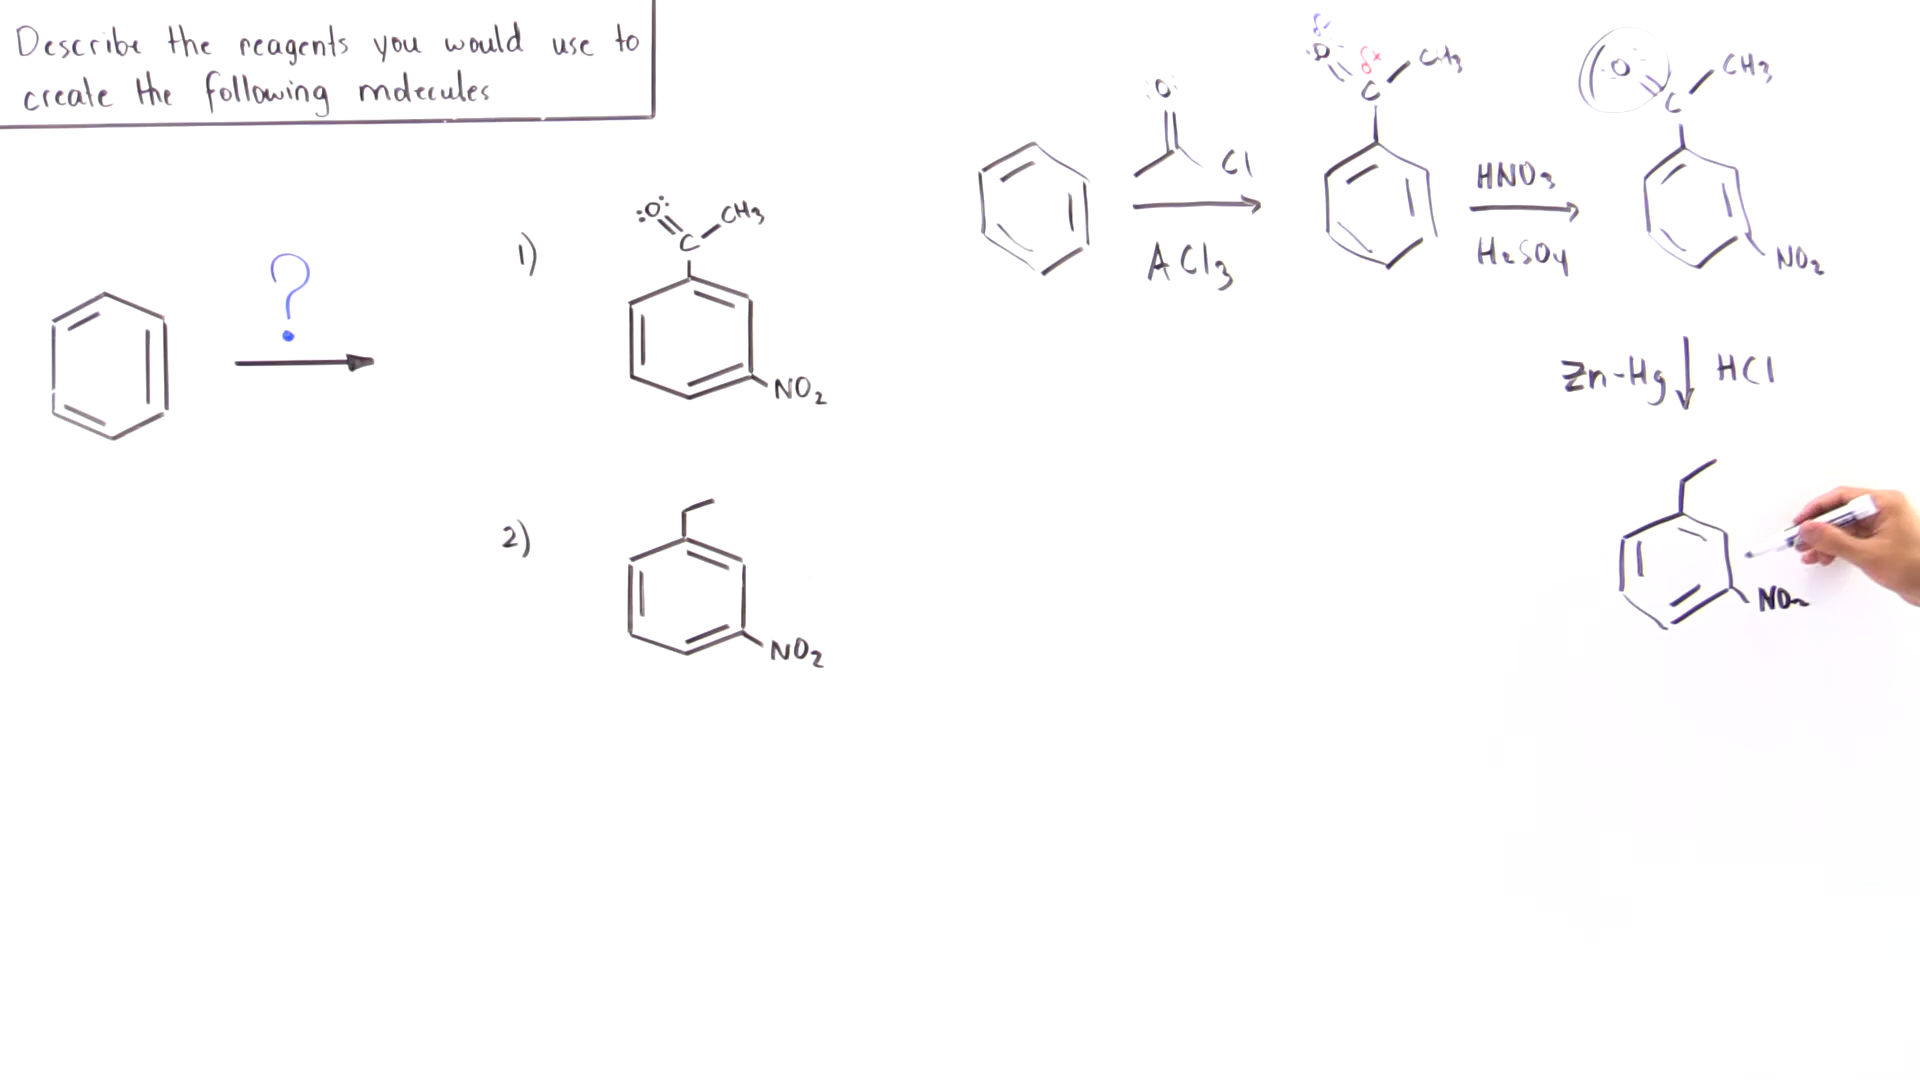 Describe the reagents you would use to
create the following molecules
?
1)
:O:
CH3
C
NO2
2)
NO2
:O:
Cl
ACl3
δ-
:O:
δ+
CH3
C
HNO3
H2SO4
O
CH3
C
NO2
Zn-Hg
HCl
NO2